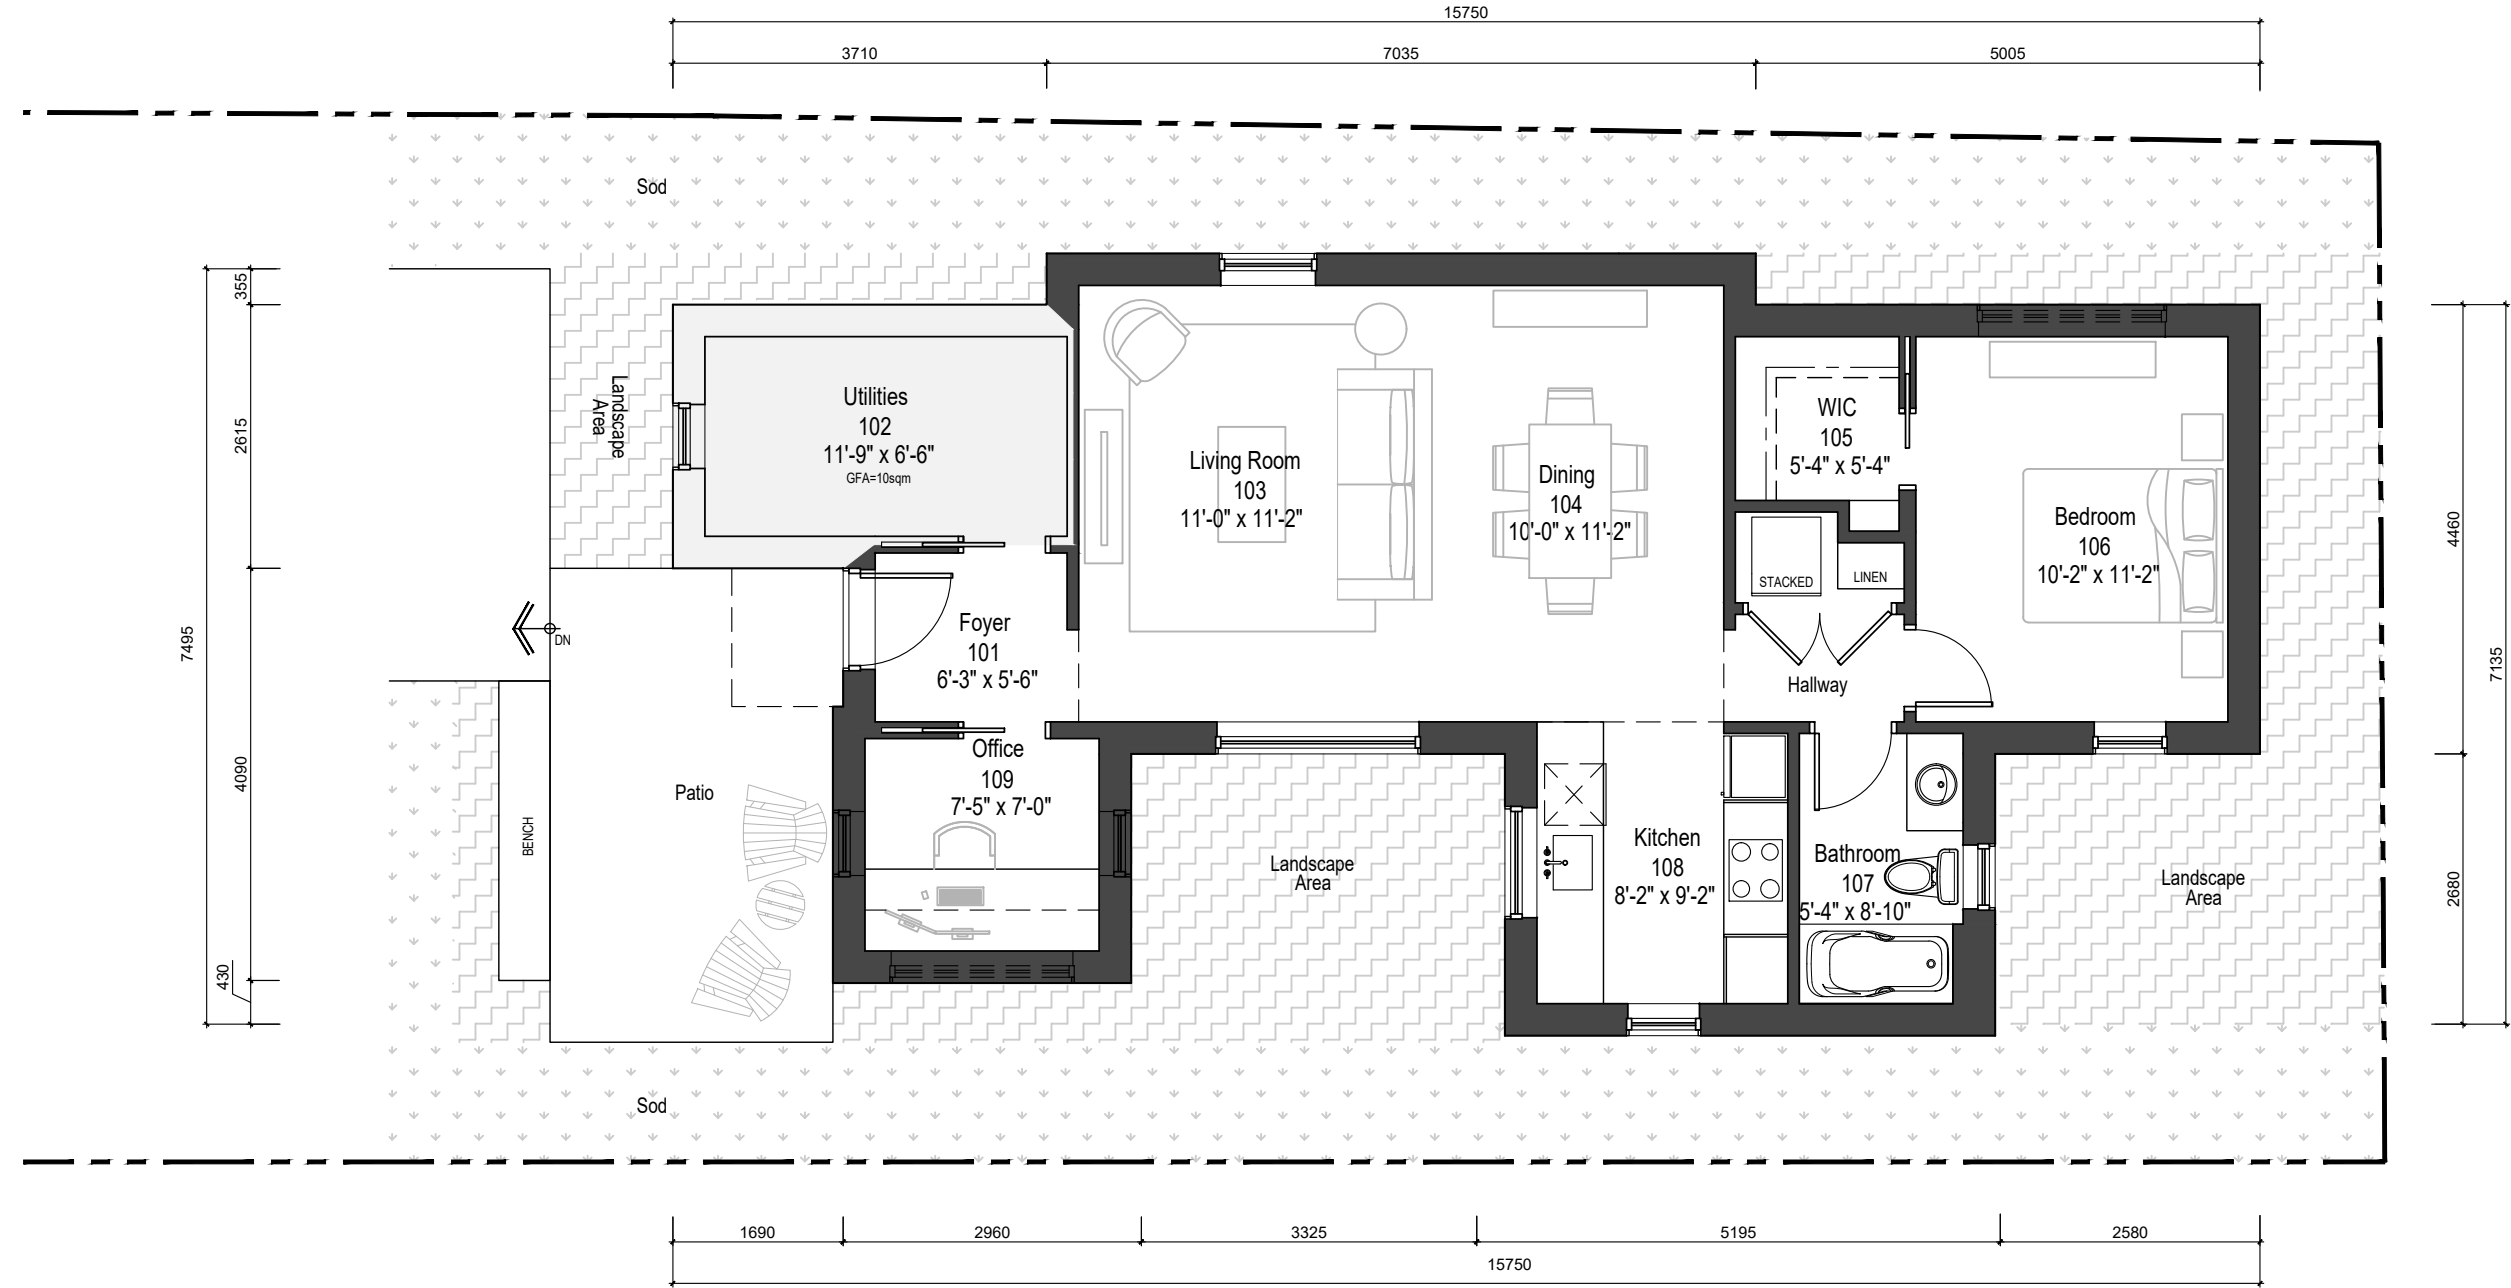 15750
3710
7035
5005
Sod
355
2615
4090
430
7495
Landscape
Area
Utilities
102
11'-9" x 6'-6"
GFA=10sqm
Living Room
103
11'-0" x 11'-2"
Dining
104
10'-0" x 11'-2"
WIC
105
5'-4" x 5'-4"
STACKED
LINEN
Bedroom
106
10'-2" x 11'-2"
4460
7135
2680
DN
Foyer
101
6'-3" x 5'-6"
Hallway
Office
109
7'-5" x 7'-0"
Patio
BENCH
Landscape
Area
Kitchen
108
8'-2" x 9'-2"
Bathroom
107
5'-4" x 8'-10"
Landscape
Area
Sod
1690
2960
3325
5195
2580
15750